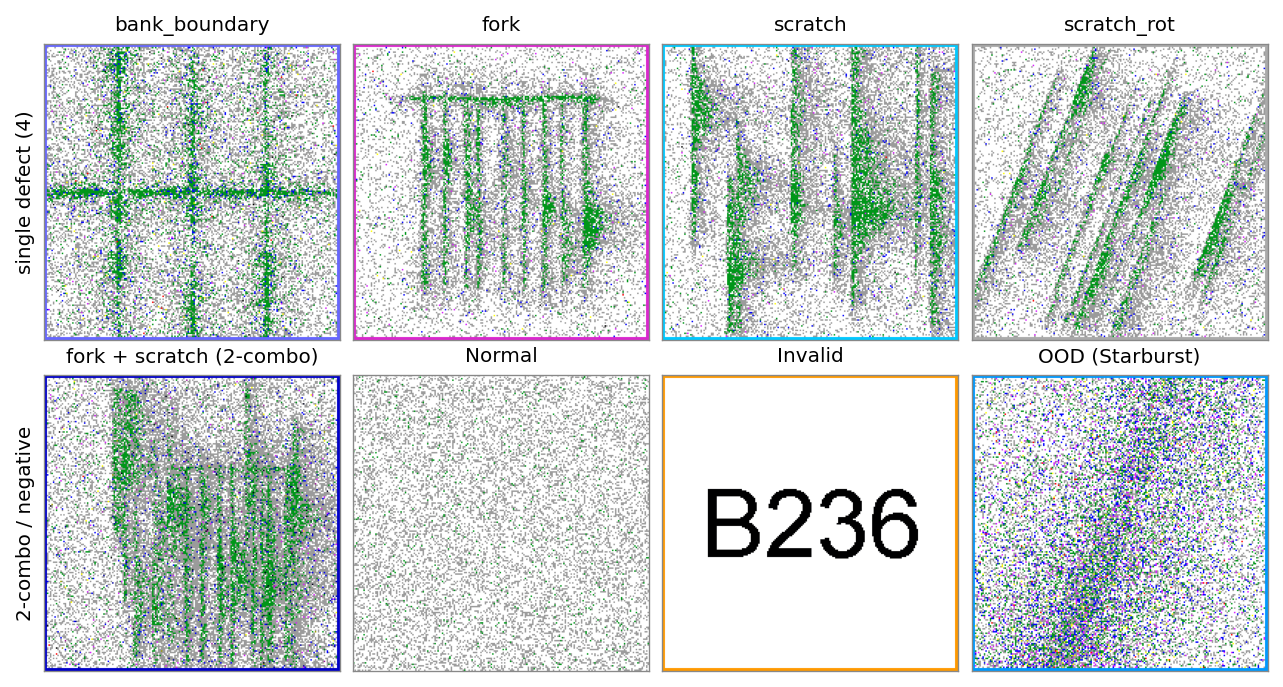 bank_boundary
fork
scratch
scratch_rot
single defect (4)
fork + scratch (2-combo)
Normal
Invalid
OOD (Starburst)
2-combo / negative
B236